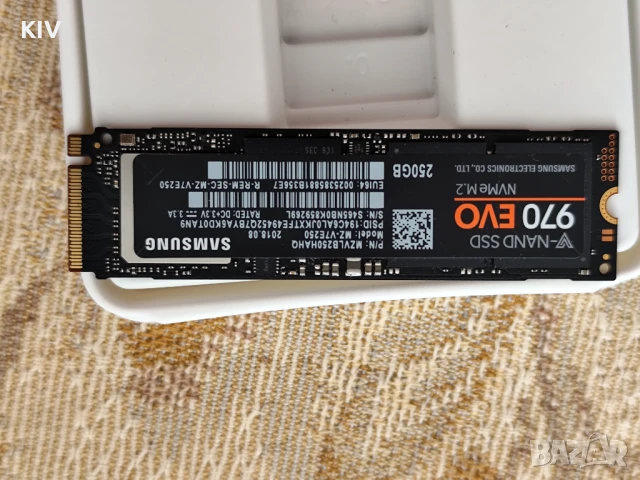 KIV
SAMSUNG
P/N: MZVLB250HAHQ
Model: MZ-V7E250 2018.08
RATED: DC+3.3V 3.3A
V-NAND SSD
970 EVO
NVMe M.2
SAMSUNG ELECTRONICS CO., LTD.
250GB
R-REM-SEC-MZ-V7E250
BAZAR